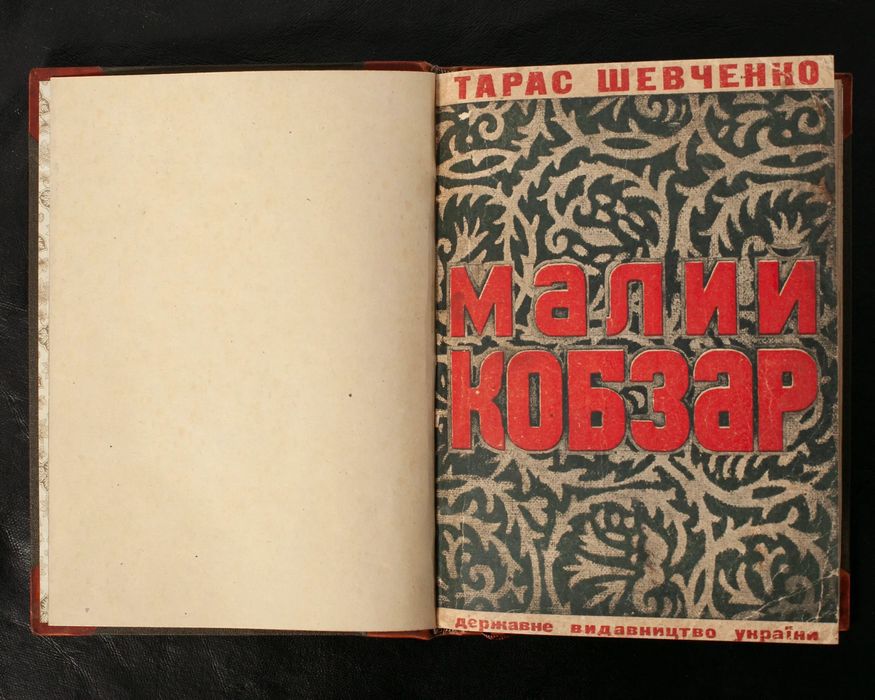 ТАРАС ШЕВЧЕНКО
малий
КОБЗаР
державне видавництво україни